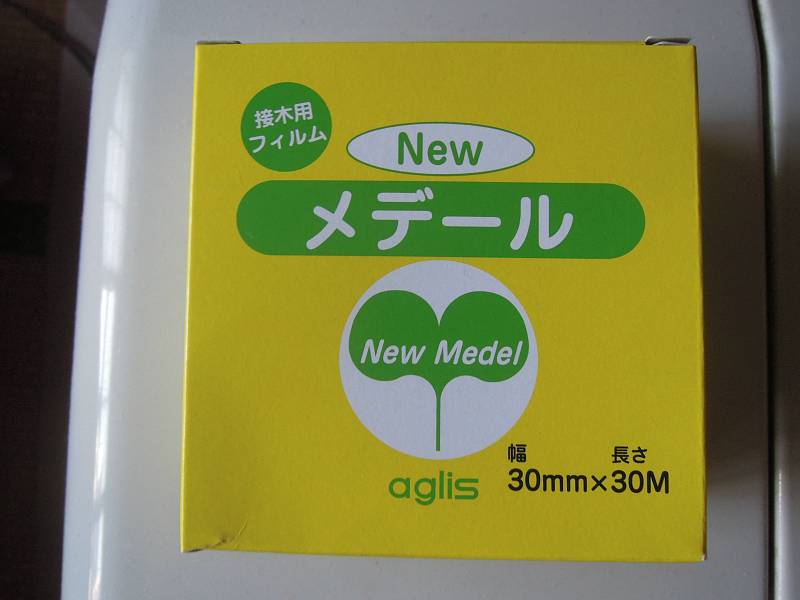 接木用
フィルム
New
メデール
New Medel
aglis
幅 長さ
30mm×30M